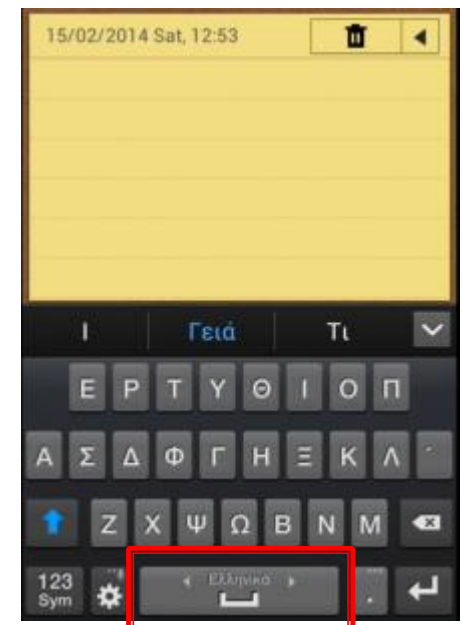 15/02/2014 Sat, 12:53
Ι Γειά Τι
Ε Ρ Τ Υ Θ Ι Ο Π
Α Σ Δ Φ Γ Η Ξ Κ Λ ΄
Ζ Χ Ψ Ω Β Ν Μ
123
Sym
Ελληνικά
.